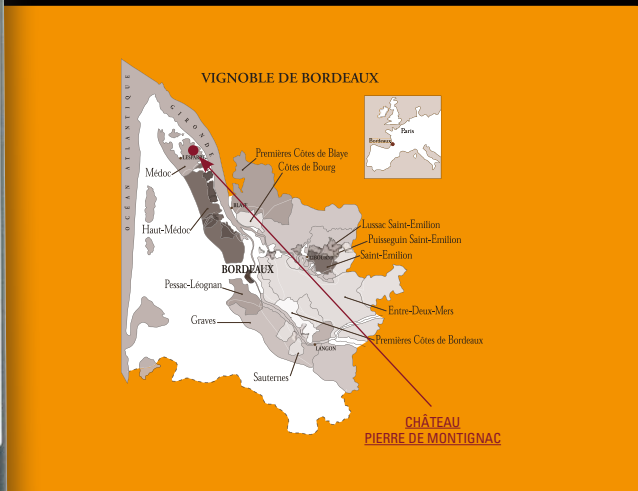 VIGNOBLE DE BORDEAUX
OCÉAN ATLANTIQUE
GIRONDE
Paris
Bordeaux
LESPARRE
Médoc
Premières Côtes de Blaye
Côtes de Bourg
BLAYE
Haut-Médoc
Lussac Saint-Emilion
Puisseguin Saint-Emilion
LIBOURNE
Saint-Emilion
BORDEAUX
Pessac-Léognan
Entre-Deux-Mers
Graves
Premières Côtes de Bordeaux
LANGON
Sauternes
CHÂTEAU
PIERRE DE MONTIGNAC